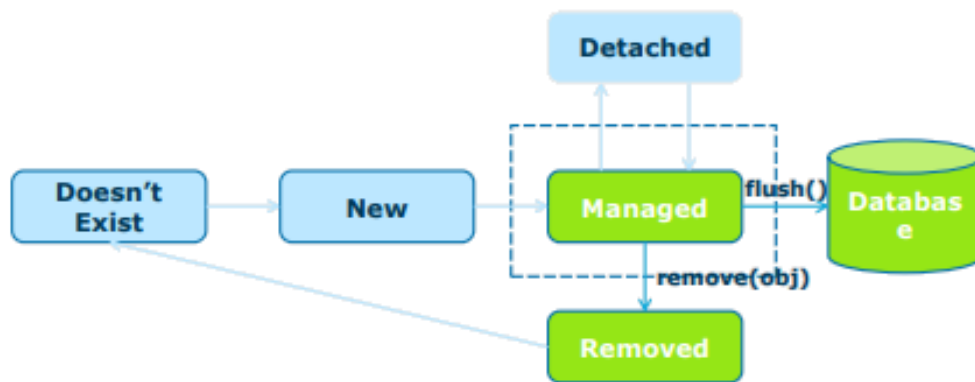 Detached
Doesn't
Exist
New
Managed
flush()
Databas
e
remove(obj)
Removed